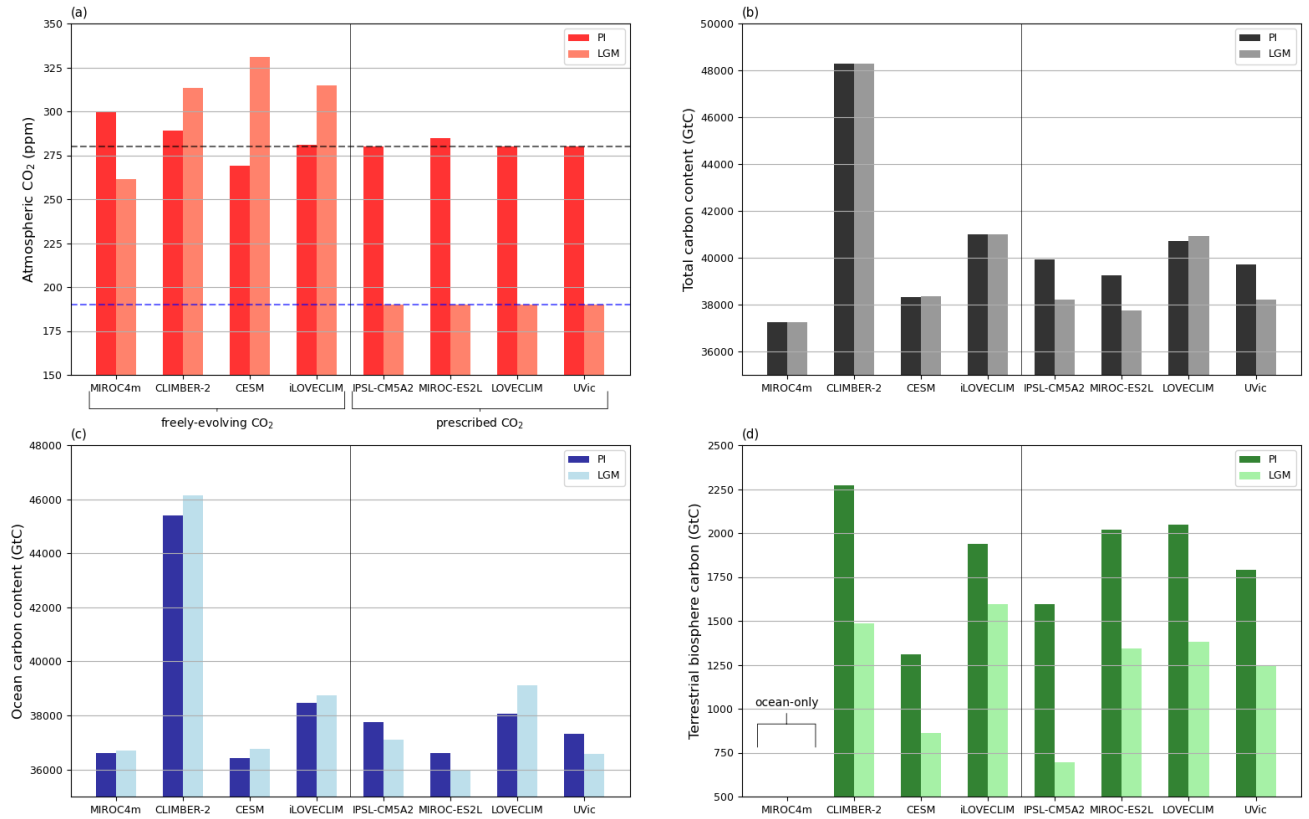 (a)
Atmospheric CO₂ (ppm)
350
325
300
275
250
225
200
175
150
PI
LGM
MIROC4m CLIMBER-2 CESM iLOVECLIM IPSL-CM5A2 MIROC-ES2L LOVECLIM UVic
freely-evolving CO₂ prescribed CO₂
(b)
Total carbon content (GtC)
50000
48000
46000
44000
42000
40000
38000
36000
PI
LGM
MIROC4m CLIMBER-2 CESM iLOVECLIM IPSL-CM5A2 MIROC-ES2L LOVECLIM UVic
(c)
Ocean carbon content (GtC)
48000
46000
44000
42000
40000
38000
36000
PI
LGM
MIROC4m CLIMBER-2 CESM iLOVECLIM IPSL-CM5A2 MIROC-ES2L LOVECLIM UVic
(d)
Terrestrial biosphere carbon (GtC)
2500
2250
2000
1750
1500
1250
1000
750
500
PI
LGM
ocean-only
MIROC4m CLIMBER-2 CESM iLOVECLIM IPSL-CM5A2 MIROC-ES2L LOVECLIM UVic